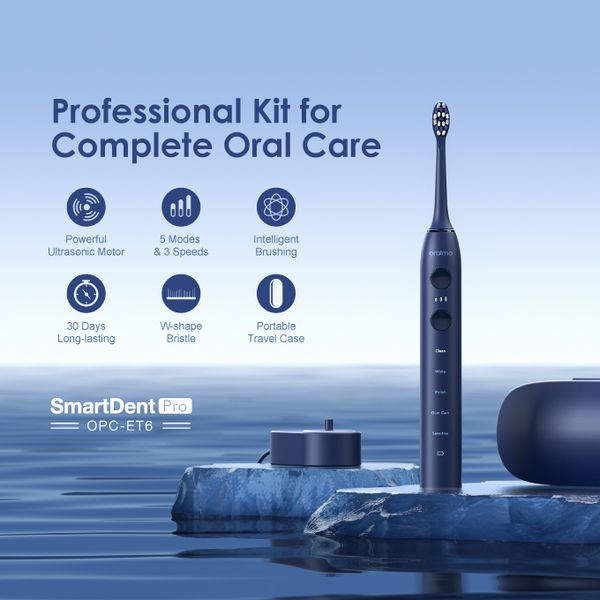 Professional Kit for
Complete Oral Care
Powerful
Ultrasonic Motor
5 Modes
& 3 Speeds
Intelligent
Brushing
30 Days
Long-lasting
W-shape
Bristle
Portable
Travel Case
SmartDent Pro
OPC-ET6
oraimo
Clean
White
Polish
Gum Care
Sensitive